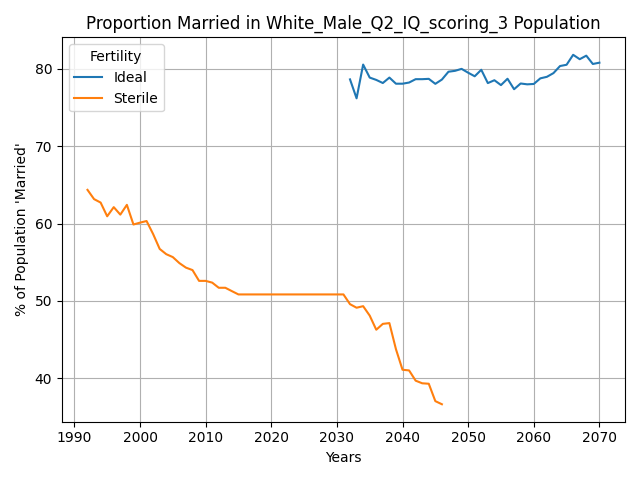 Proportion Married in White_Male_Q2_IQ_scoring_3 Population
Fertility
Ideal
Sterile
% of Population 'Married'
80
70
60
50
40
1990
2000
2010
2020
2030
2040
2050
2060
2070
Years